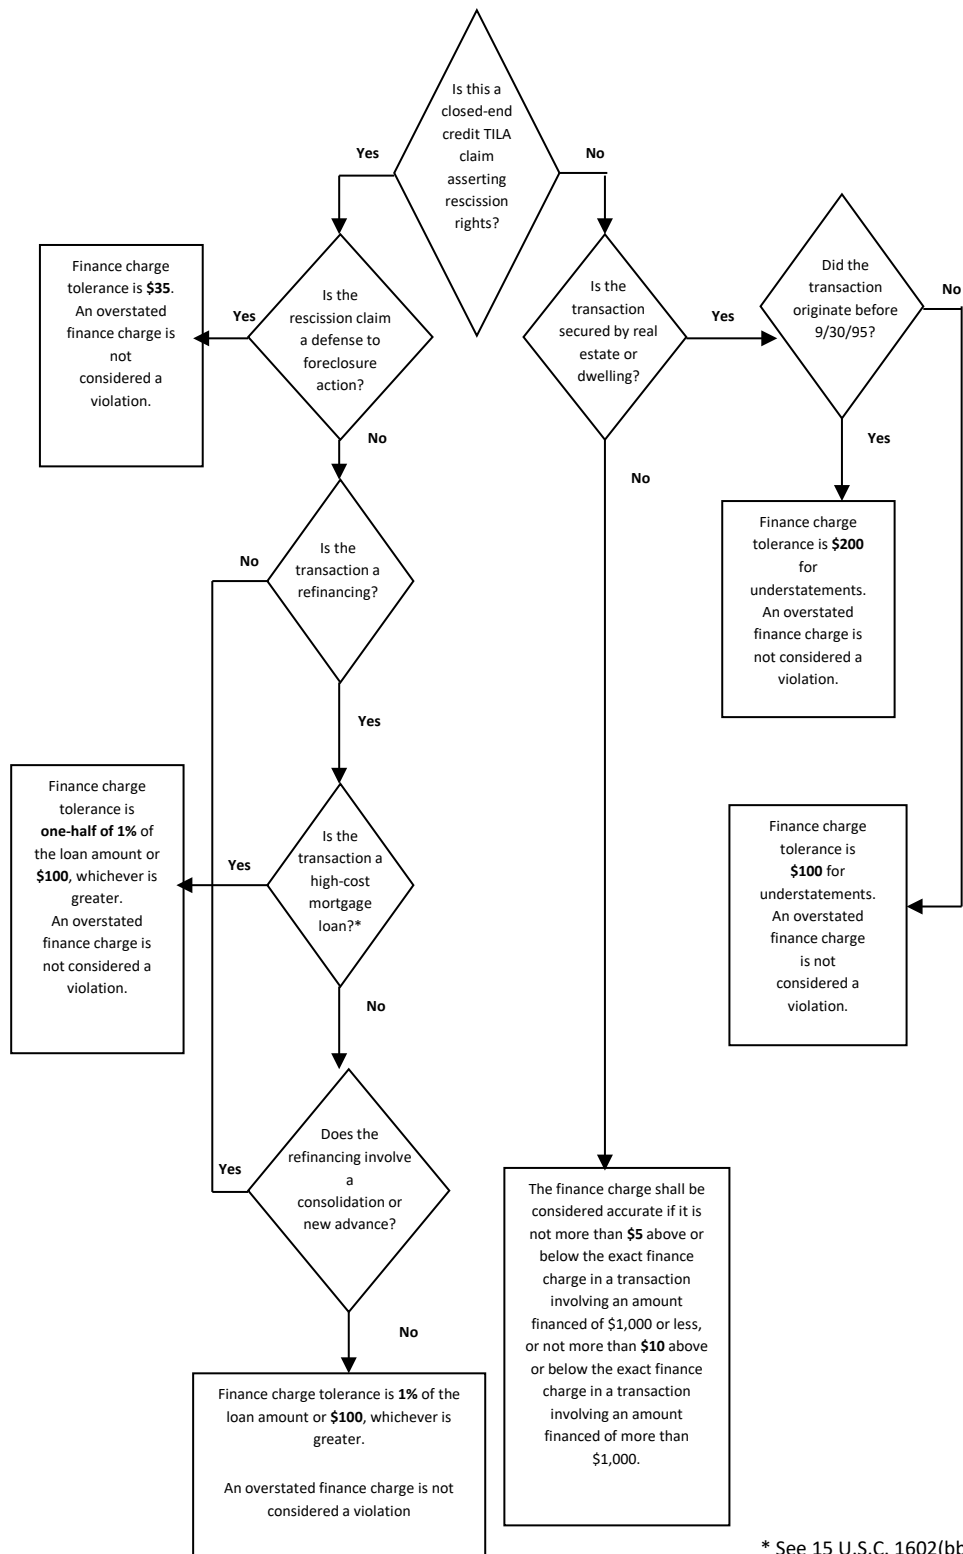 Is this a
closed-end
credit TILA
claim
asserting
rescission
rights?
Yes
No
Finance charge
tolerance is $35.
An overstated
finance charge is
not
considered a
violation.
Yes
Is the
rescission claim
a defense to
foreclosure
action?
No
Is the
transaction
secured by real
estate or
dwelling?
Yes
No
Did the
transaction
originate before
9/30/95?
No
Yes
Finance charge
tolerance is $200
for
understatements.
An overstated
finance charge is
not considered a
violation.
Finance charge
tolerance is
$100 for
understatements.
An overstated
finance charge
is not
considered a
violation.
Is the
transaction a
refinancing?
No
Yes
Finance charge
tolerance is
one-half of 1% of
the loan amount or
$100, whichever is
greater.
An overstated
finance charge is
not considered a
violation.
Yes
Is the
transaction a
high-cost
mortgage
loan?*
No
Does the
refinancing involve
a
consolidation or
new advance?
Yes
No
Finance charge tolerance is 1% of the
loan amount or $100, whichever is
greater.
An overstated finance charge is not
considered a violation
The finance charge shall be
considered accurate if it is
not more than $5 above or
below the exact finance
charge in a transaction
involving an amount
financed of $1,000 or less,
or not more than $10 above
or below the exact finance
charge in a transaction
involving an amount
financed of more than
$1,000.
* See 15 U.S.C. 1602(bb